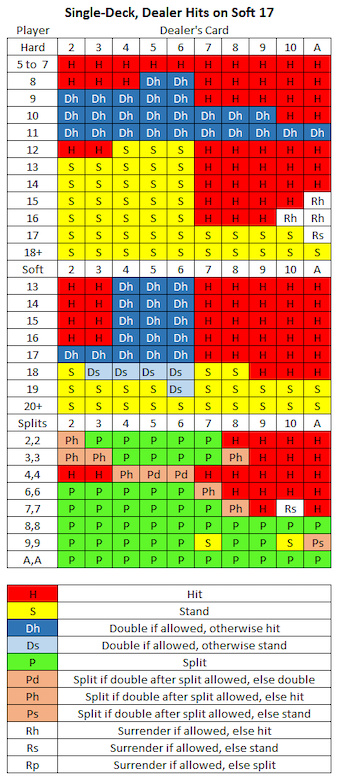 Single-Deck, Dealer Hits on Soft 17
Player Dealer's Card
Hard 2 3 4 5 6 7 8 9 10 A
5 to 7 H H H H H H H H H H
8 H H H Dh Dh H H H H H
9 Dh Dh Dh Dh Dh H H H H H
10 Dh Dh Dh Dh Dh Dh Dh Dh H H
11 Dh Dh Dh Dh Dh Dh Dh Dh Dh Dh
12 H H S S S H H H H H
13 S S S S S H H H H H
14 S S S S S H H H H H
15 S S S S S H H H H Rh
16 S S S S S H H H Rh Rh
17 S S S S S S S S S Rs
18+ S S S S S S S S S S
Soft 2 3 4 5 6 7 8 9 10 A
13 H H Dh Dh Dh H H H H H
14 H H Dh Dh Dh H H H H H
15 H H Dh Dh Dh H H H H H
16 H H Dh Dh Dh H H H H H
17 Dh Dh Dh Dh Dh H H H H H
18 S Ds Ds Ds Ds S S H H H
19 S S S S Ds S S S S S
20+ S S S S S S S S S S
Splits 2 3 4 5 6 7 8 9 10 A
2,2 Ph P P P P P H H H H
3,3 Ph Ph P P P P Ph H H H
4,4 H H Ph Pd Pd H H H H H
6,6 P P P P P Ph H H H H
7,7 P P P P P P Ph H Rs H
8,8 P P P P P P P P P P
9,9 P P P P P S P P S Ps
A,A P P P P P P P P P P
H Hit
S Stand
Dh Double if allowed, otherwise hit
Ds Double if allowed, otherwise stand
P Split
Pd Split if double after split allowed, else double
Ph Split if double after split allowed, else hit
Ps Split if double after split allowed, else stand
Rh Surrender if allowed, else hit
Rs Surrender if allowed, else stand
Rp Surrender if allowed, else split